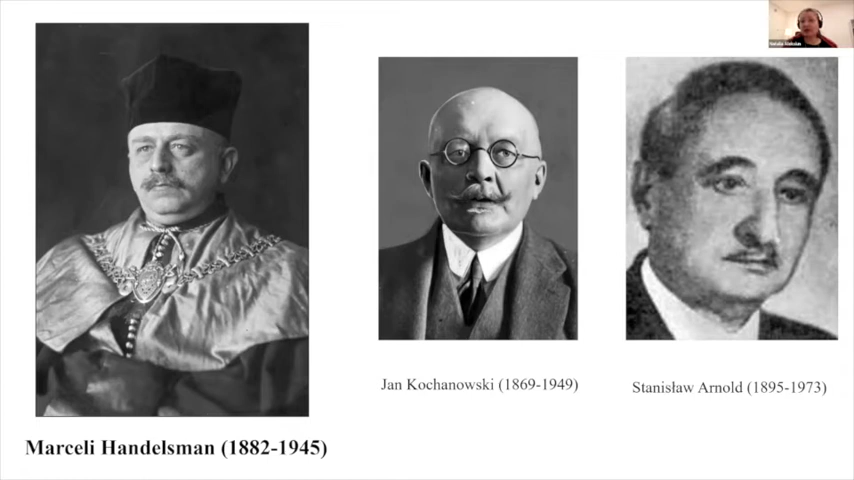 Marceli Handelsman (1882-1945)
Jan Kochanowski (1869-1949)
Stanisław Arnold (1895-1973)